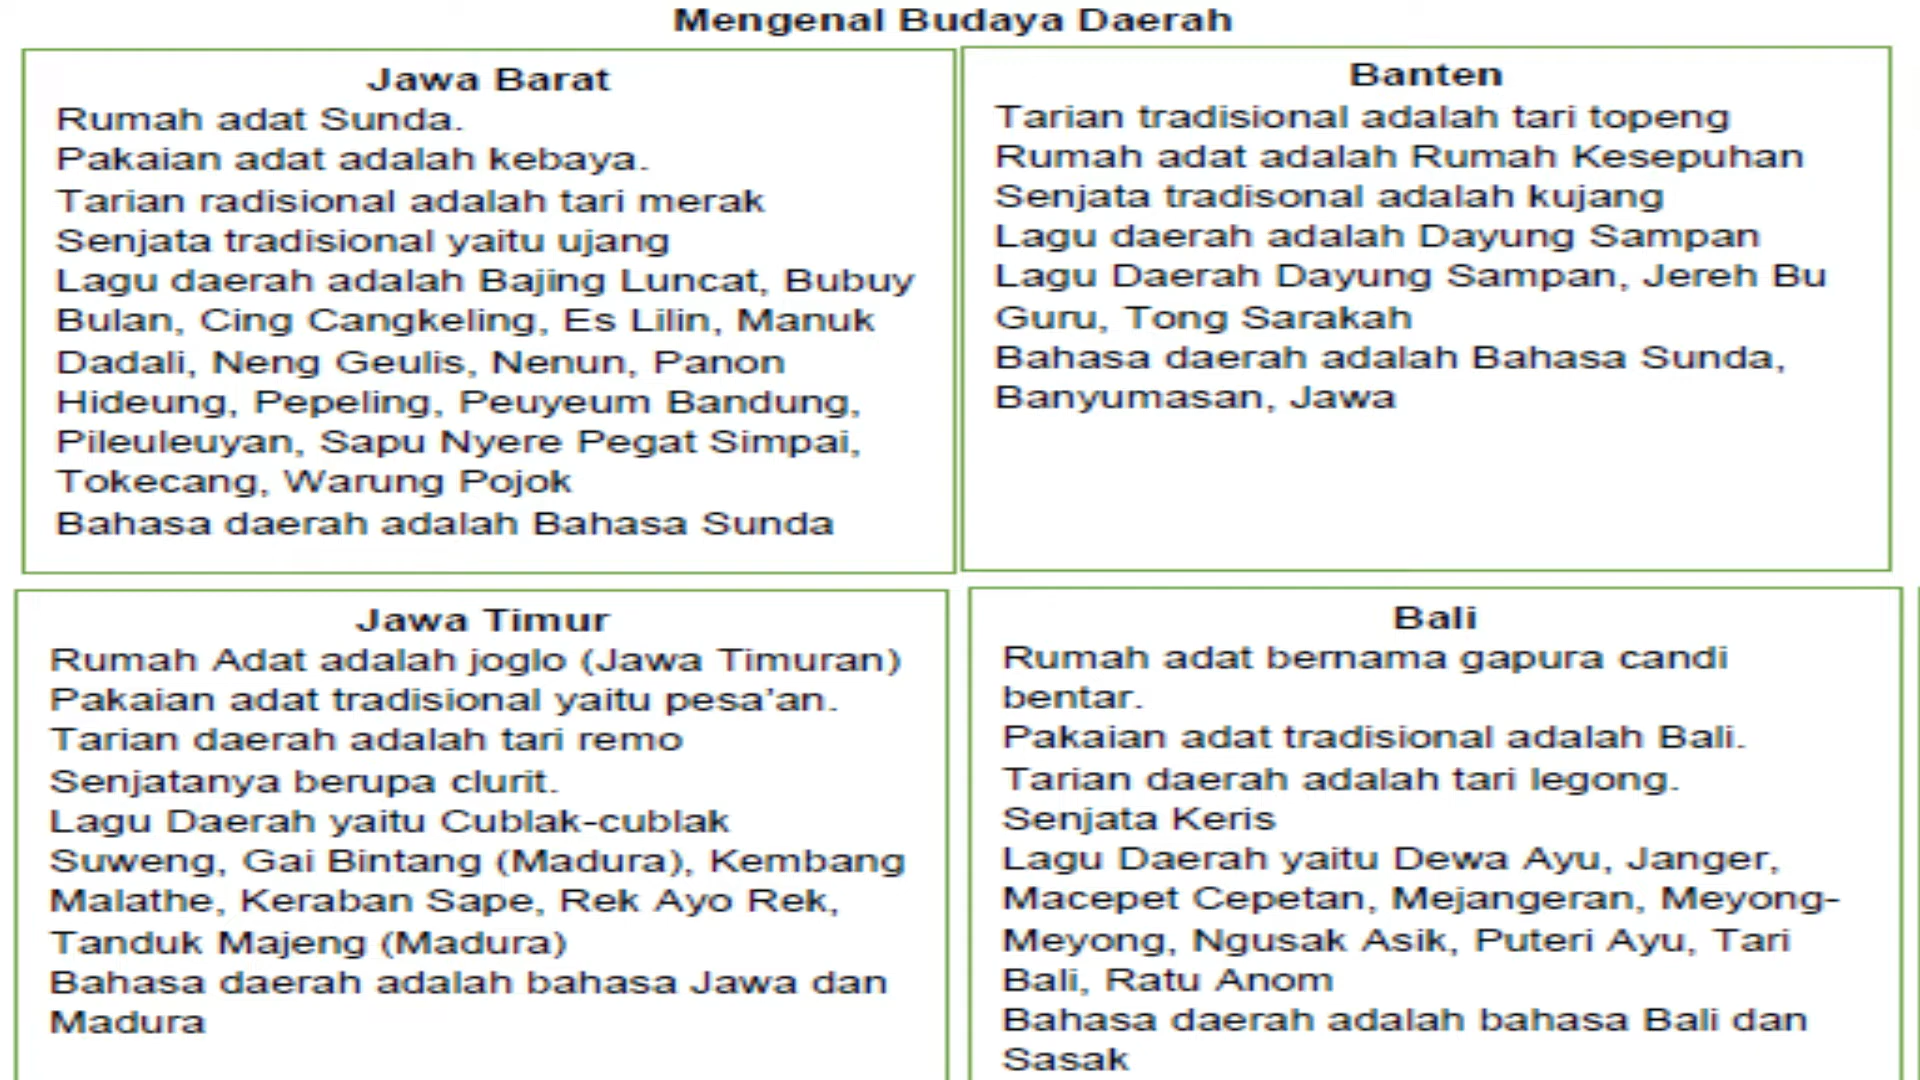 Mengenal Budaya Daerah
Jawa Barat
Rumah adat Sunda.
Pakaian adat adalah kebaya.
Tarian radisional adalah tari merak
Senjata tradisional yaitu ujang
Lagu daerah adalah Bajing Luncat, Bubuy
Bulan, Cing Cangkeling, Es Lilin, Manuk
Dadali, Neng Geulis, Nenun, Panon
Hideung, Pepeling, Peuyeum Bandung,
Pileuleuyan, Sapu Nyere Pegat Simpai,
Tokecang, Warung Pojok
Bahasa daerah adalah Bahasa Sunda
Banten
Tarian tradisional adalah tari topeng
Rumah adat adalah Rumah Kesepuhan
Senjata tradisonal adalah kujang
Lagu daerah adalah Dayung Sampan
Lagu Daerah Dayung Sampan, Jereh Bu
Guru, Tong Sarakah
Bahasa daerah adalah Bahasa Sunda,
Banyumasan, Jawa
Jawa Timur
Rumah Adat adalah joglo (Jawa Timuran)
Pakaian adat tradisional yaitu pesa’an.
Tarian daerah adalah tari remo
Senjatanya berupa clurit.
Lagu Daerah yaitu Cublak-cublak
Suweng, Gai Bintang (Madura), Kembang
Malathe, Keraban Sape, Rek Ayo Rek,
Tanduk Majeng (Madura)
Bahasa daerah adalah bahasa Jawa dan
Madura
Bali
Rumah adat bernama gapura candi
bentar.
Pakaian adat tradisional adalah Bali.
Tarian daerah adalah tari legong.
Senjata Keris
Lagu Daerah yaitu Dewa Ayu, Janger,
Macepet Cepetan, Mejangeran, Meyong-
Meyong, Ngusak Asik, Puteri Ayu, Tari
Bali, Ratu Anom
Bahasa daerah adalah bahasa Bali dan
Sasak